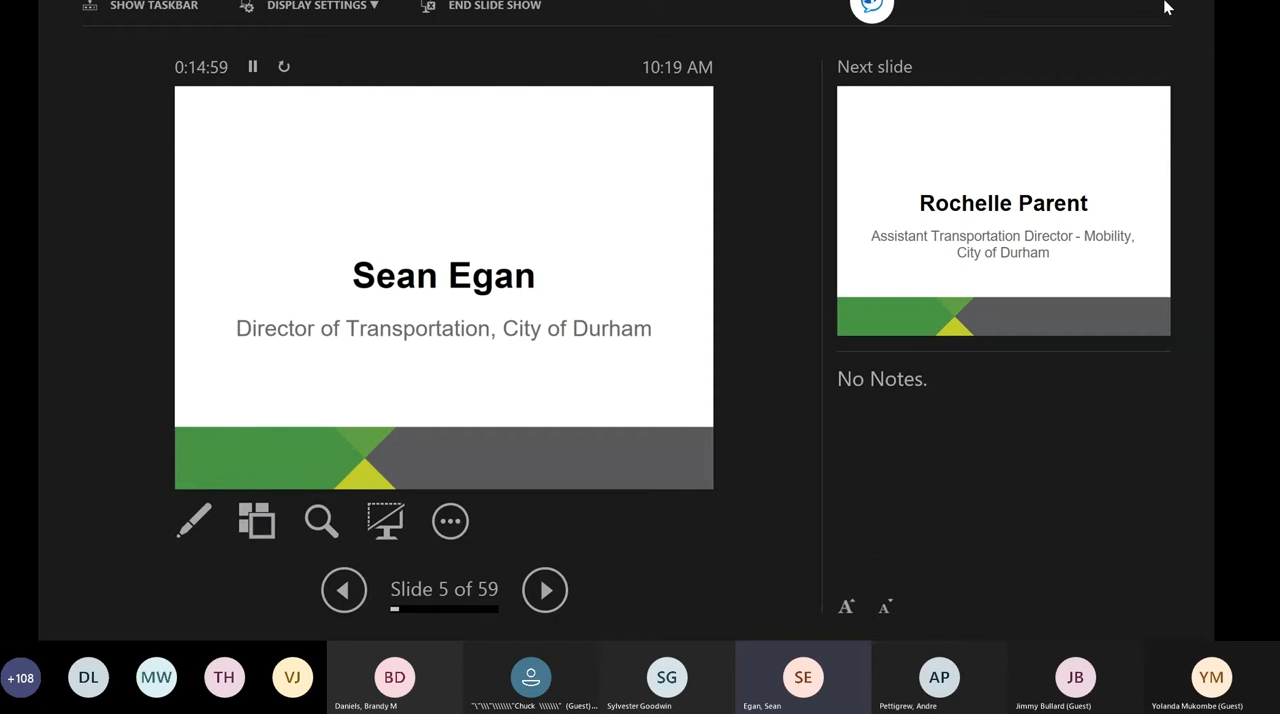 SHOW TASKBAR
DISPLAY SETTINGS ▼
END SLIDE SHOW
0:14:59
10:19 AM
Next slide
Sean Egan
Director of Transportation, City of Durham
Rochelle Parent
Assistant Transportation Director - Mobility,
City of Durham
No Notes.
Slide 5 of 59
A A
+108
DL
MW
TH
VJ
BD
SG
SE
AP
JB
YM
Daniels, Brandy M
"\"\\\"\\\\\\\"Chuck \\\\\\\" (Guest)...
Sylvester Goodwin
Egan, Sean
Pettigrew, Andre
Jimmy Bullard (Guest)
Yolanda Mukombe (Guest)